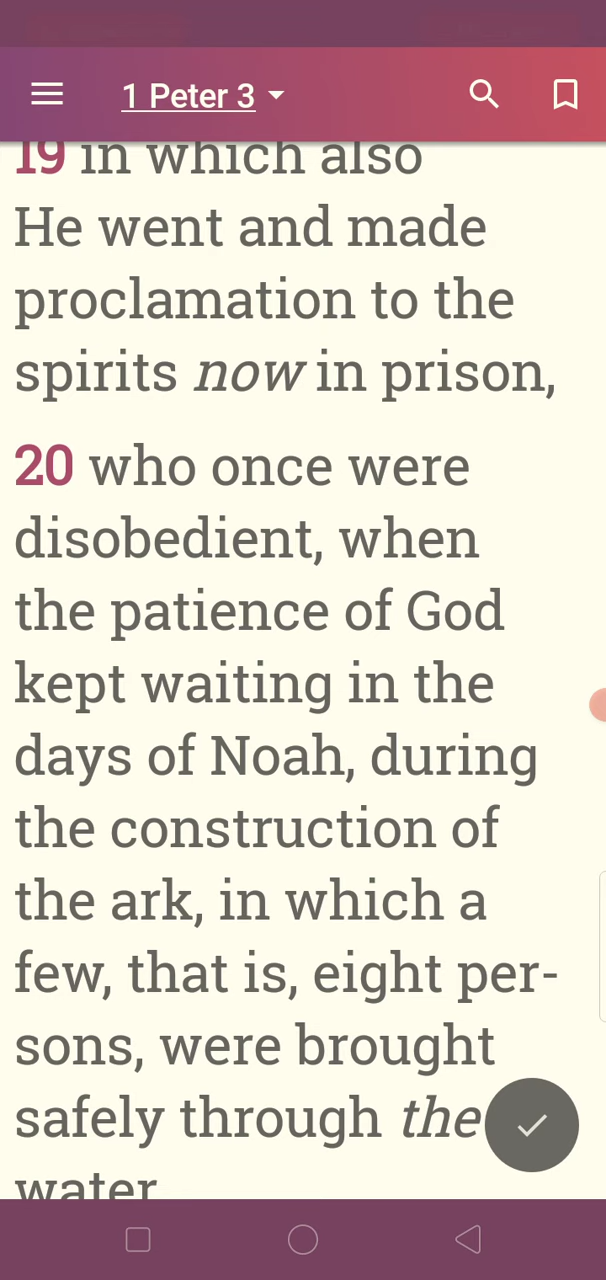 1 Peter 3
19 in which also
He went and made
proclamation to the
spirits now in prison,
20 who once were
disobedient, when
the patience of God
kept waiting in the
days of Noah, during
the construction of
the ark, in which a
few, that is, eight per-
sons, were brought
safely through the
water